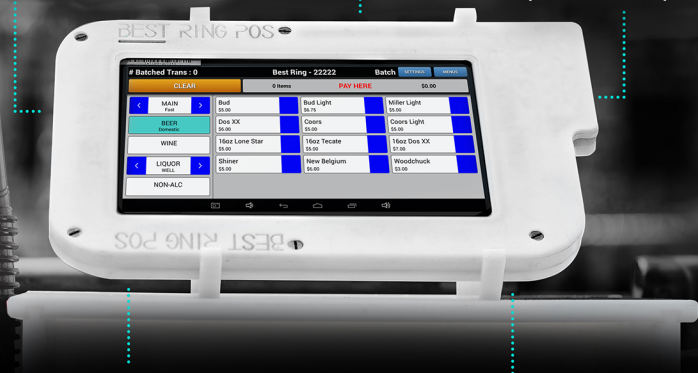 BEST RING POS
# Batched Trans : 0 Best Ring - 22222 Batch SETTINGS MENUS
CLEAR 0 Items PAY HERE $0.00
MAIN
Fast
BEER
Domestic
WINE
LIQUOR
WELL
NON-ALC
Bud
$5.00
Bud Light
$6.75
Miller Light
$5.00
Dos XX
$6.00
Coors
$5.00
Coors Light
$5.00
16oz Lone Star
$5.00
16oz Tecate
$5.00
16oz Dos XX
$7.00
Shiner
$5.00
New Belgium
$6.00
Woodchuck
$3.00
BEST RING POS